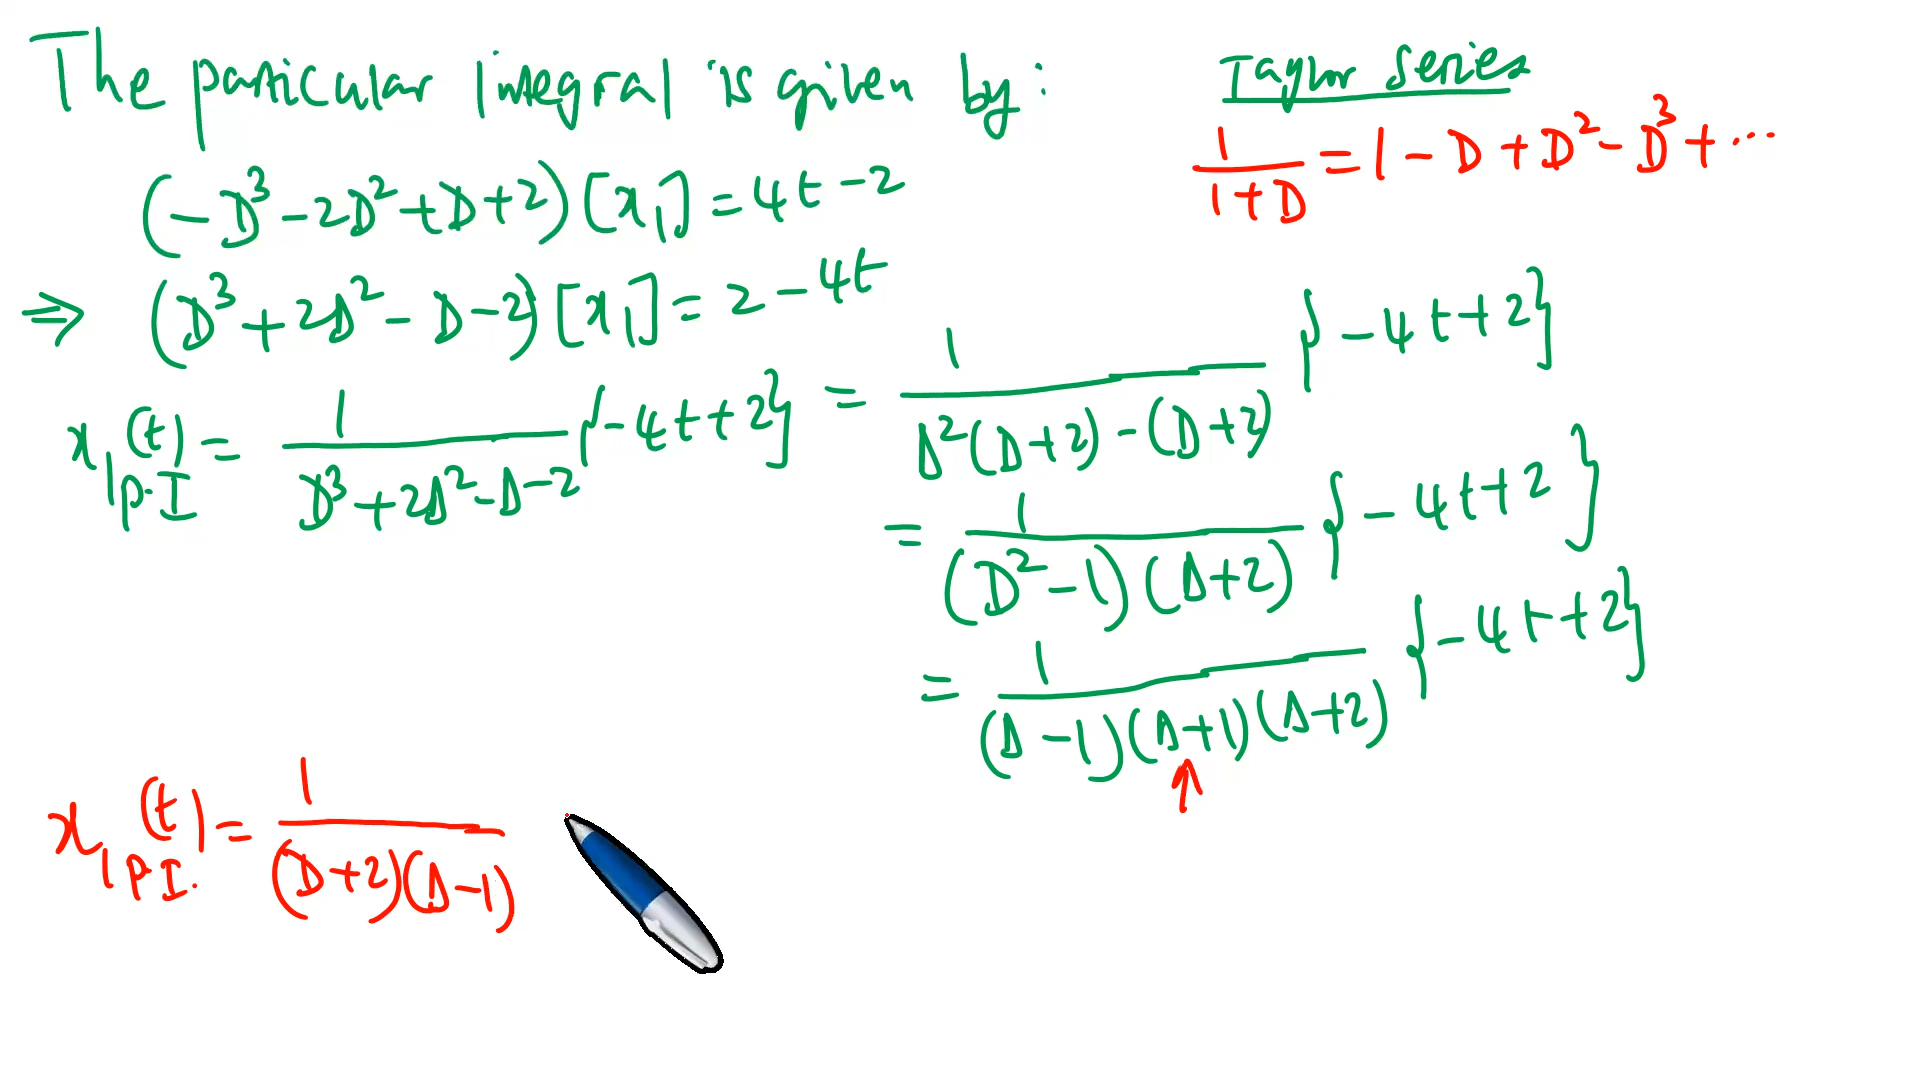 The particular Integral is given by:
(-D³-2D²+D+2)[x₁]=4t-2
⇒ (D³+2D²-D-2)[x₁]=2-4t
x₁(t)P.I = 1/(D³+2D²-D-2) {-4t+2} = 1/(D²(D+2)-(D+2)) {-4t+2}
= 1/((D²-1)(D+2)) {-4t+2}
= 1/((D-1)(D+1)(D+2)) {-4t+2}
↑
x₁(t)P.I. = 1/((D+2)(D-1))
Taylor series
1/(1+D) = 1-D+D²-D³+...